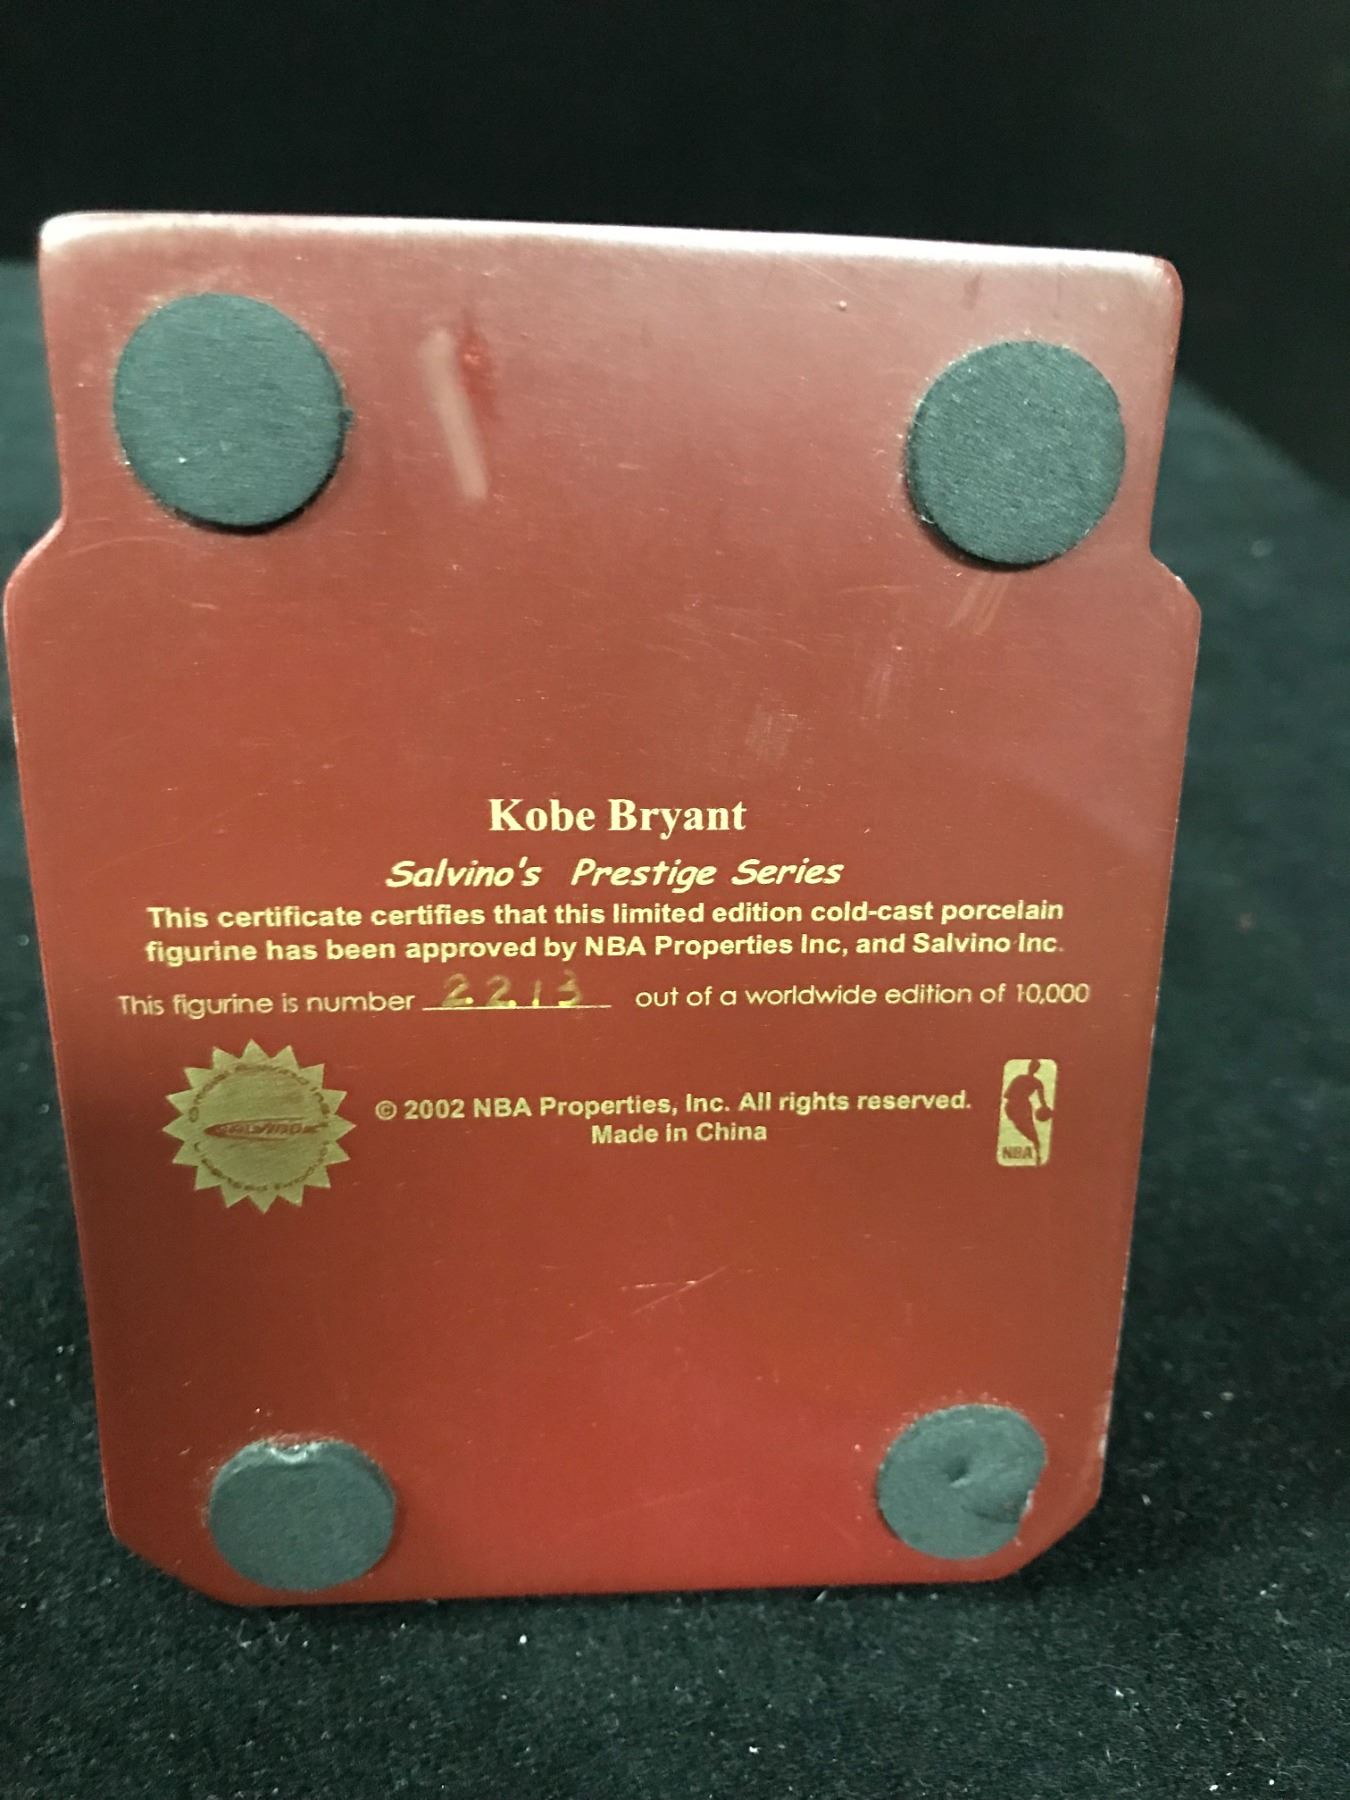 Kobe Bryant
Salvino's Prestige Series
This certificate certifies that this limited edition cold-cast porcelain
figurine has been approved by NBA Properties Inc, and Salvino Inc.
This figurine is number 2213 out of a worldwide edition of 10,000
SALVINOS
© 2002 NBA Properties, Inc. All rights reserved.
Made in China
NBA